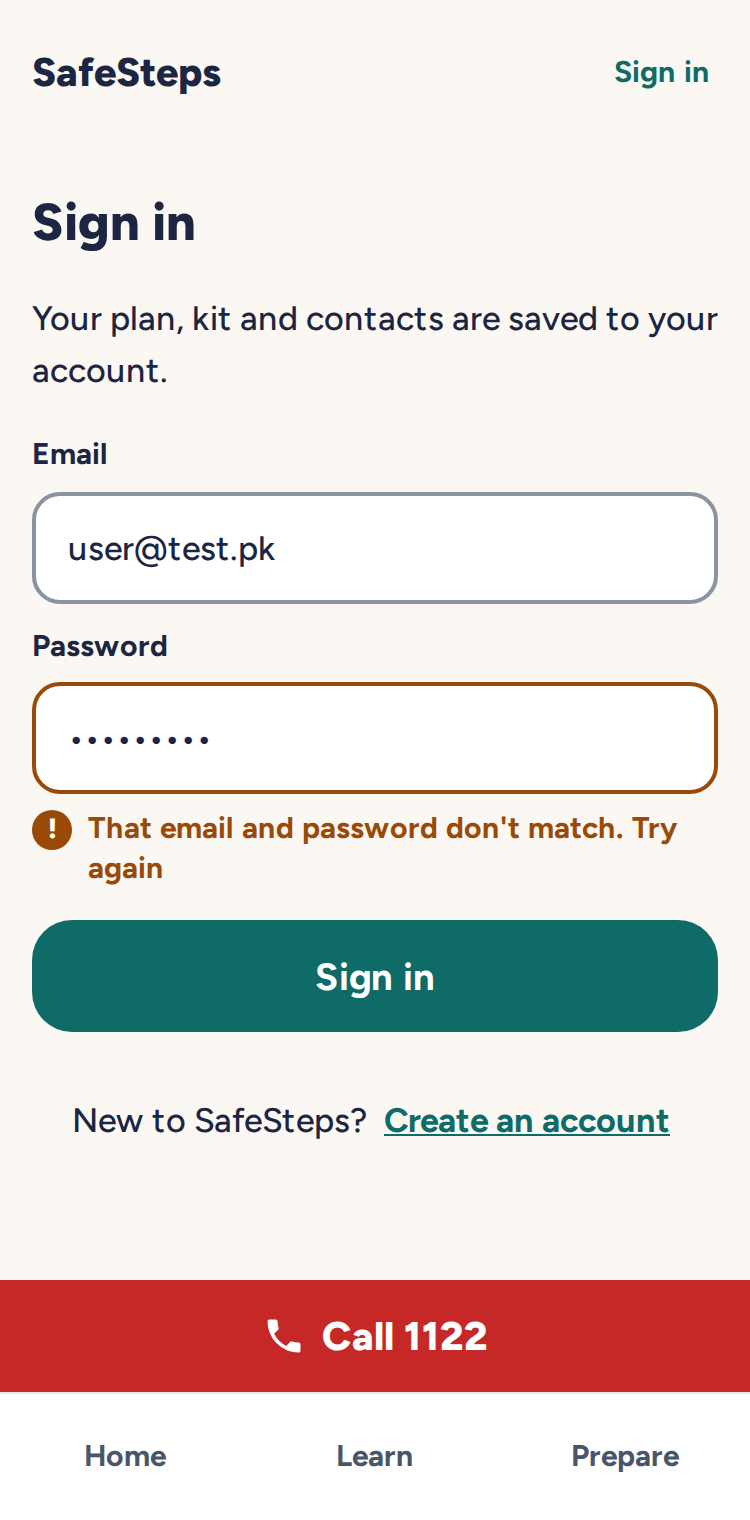 SafeSteps
Sign in
Sign in
Your plan, kit and contacts are saved to your
account.
Email
user@test.pk
Password
•••••••••
! That email and password don't match. Try
again
Sign in
New to SafeSteps? Create an account
Call 1122
Home
Learn
Prepare